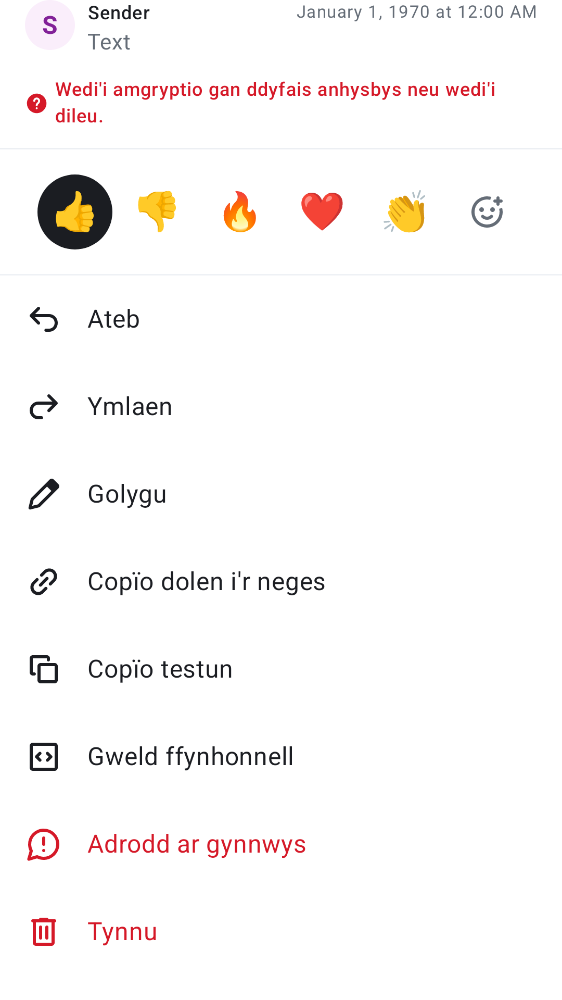 S
Sender
January 1, 1970 at 12:00 AM
Text
Wedi'i amgryptio gan ddyfais anhysbys neu wedi'i
dileu.
Ateb
Ymlaen
Golygu
Copïo dolen i'r neges
Copïo testun
Gweld ffynhonnell
Adrodd ar gynnwys
Tynnu